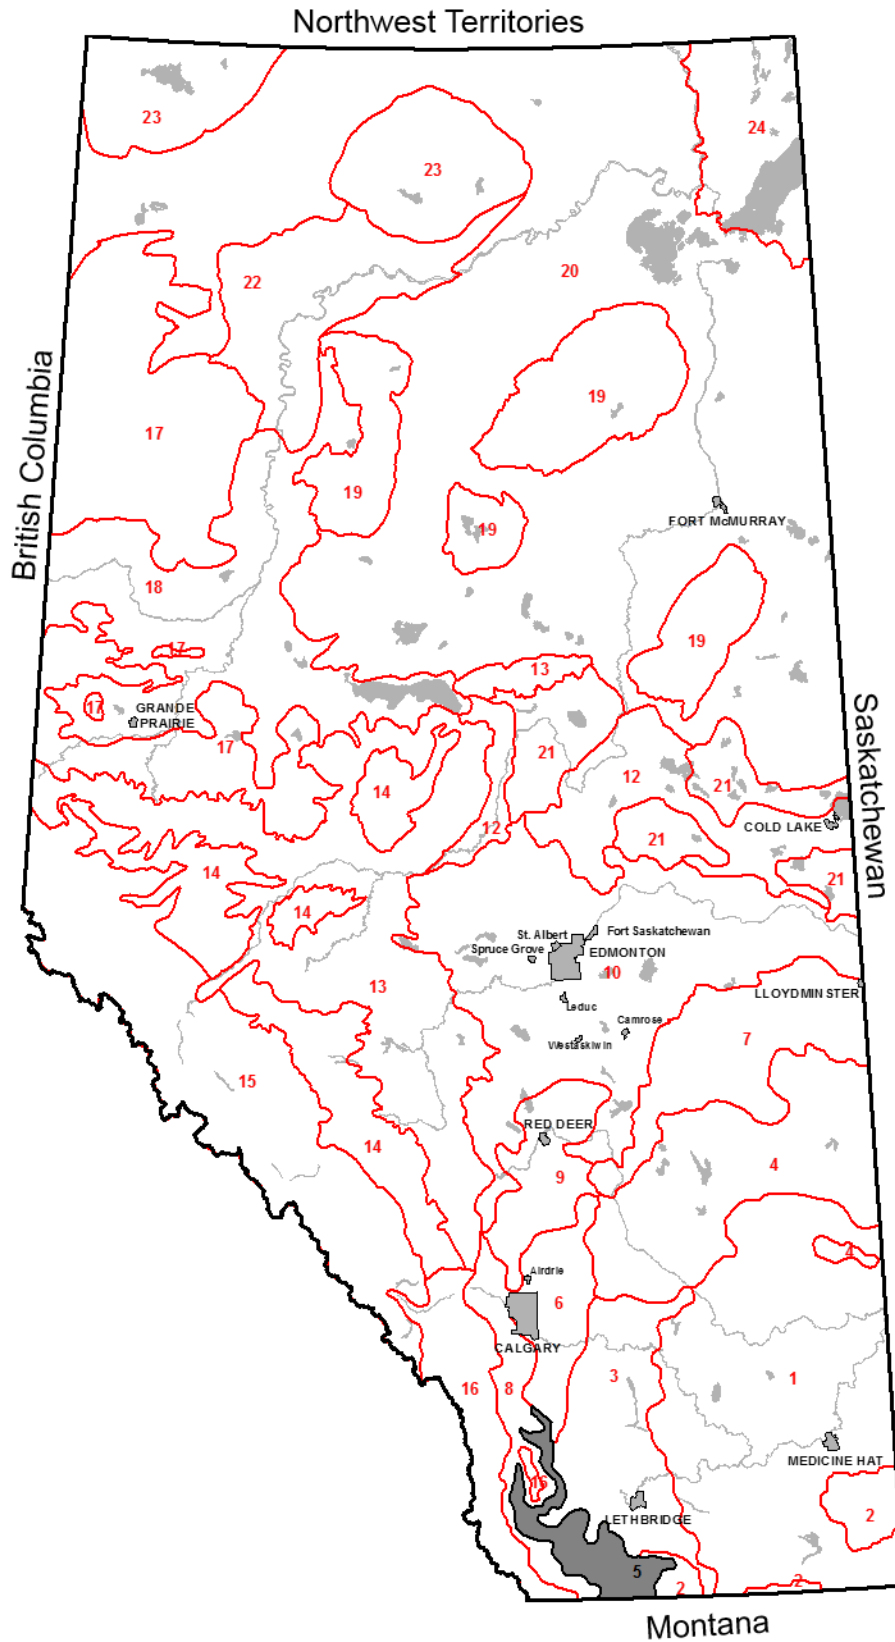 Northwest Territories
23
24
23
22
20
British Columbia
17
19
19
19
FORT McMURRAY
18
17
19
13
17
GRANDE
PRAIRIE
17
21
12
21
14
12
COLD LAKE
Saskatchewan
21
14
21
14
St. Albert
Fort Saskatchewan
Spruce Grove
EDMONTON
10
13
LLOYDMINSTER
Leduc
Camrose
7
Wetaskiwin
15
RED DEER
14
9
4
4
Airdrie
6
CALGARY
3
1
16
8
MEDICINE HAT
16
LETHBRIDGE
2
5
2
2
Montana